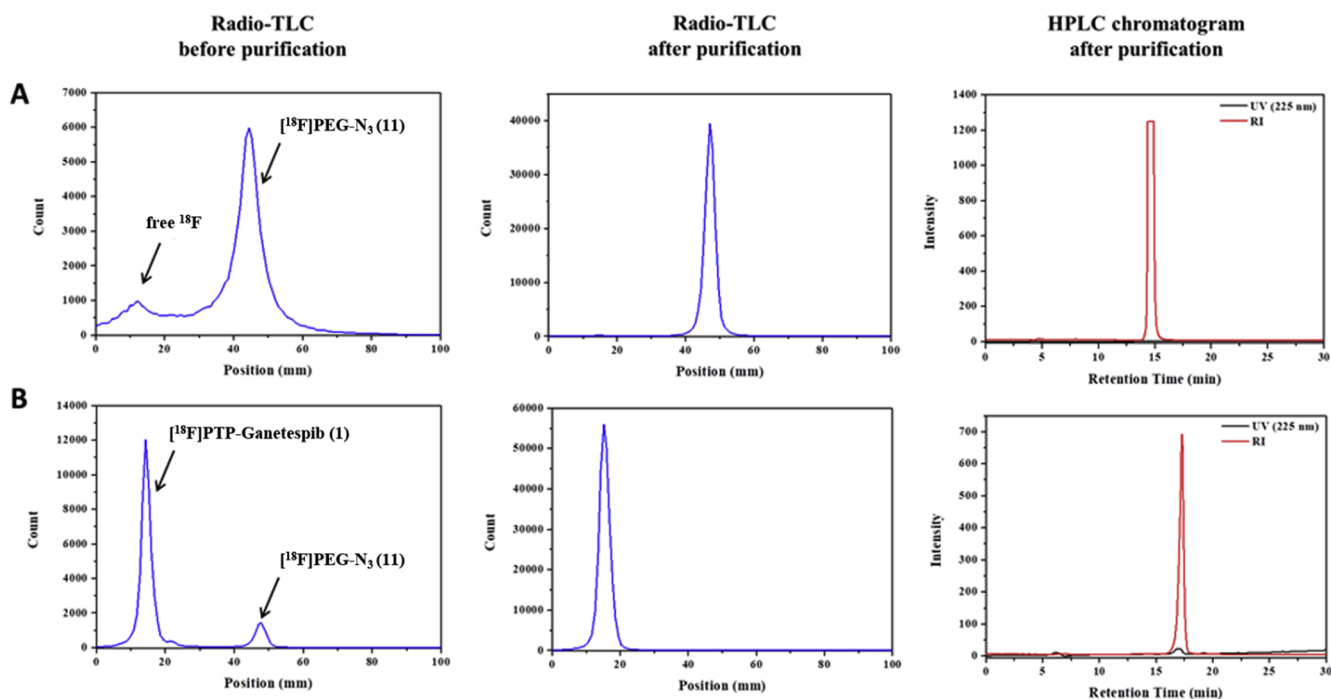 Radio-TLC
before purification
Radio-TLC
after purification
HPLC chromatogram
after purification
A
7000
6000
5000
4000
3000
2000
1000
0
Count
[¹⁸F]PEG-N₃ (11)
free ¹⁸F
0 20 40 60 80 100
Position (mm)
40000
30000
20000
10000
0
Count
0 20 40 60 80 100
Position (mm)
1400
1200
1000
800
600
400
200
0
Intensity
UV (225 nm)
RI
0 5 10 15 20 25 30
Retention Time (min)
B
14000
12000
10000
8000
6000
4000
2000
0
Count
[¹⁸F]PTP-Ganetespib (1)
[¹⁸F]PEG-N₃ (11)
0 20 40 60 80 100
Position (mm)
60000
50000
40000
30000
20000
10000
0
Count
0 20 40 60 80 100
Position (mm)
700
600
500
400
300
200
100
0
Intensity
UV (225 nm)
RI
0 5 10 15 20 25 30
Retention Time (min)